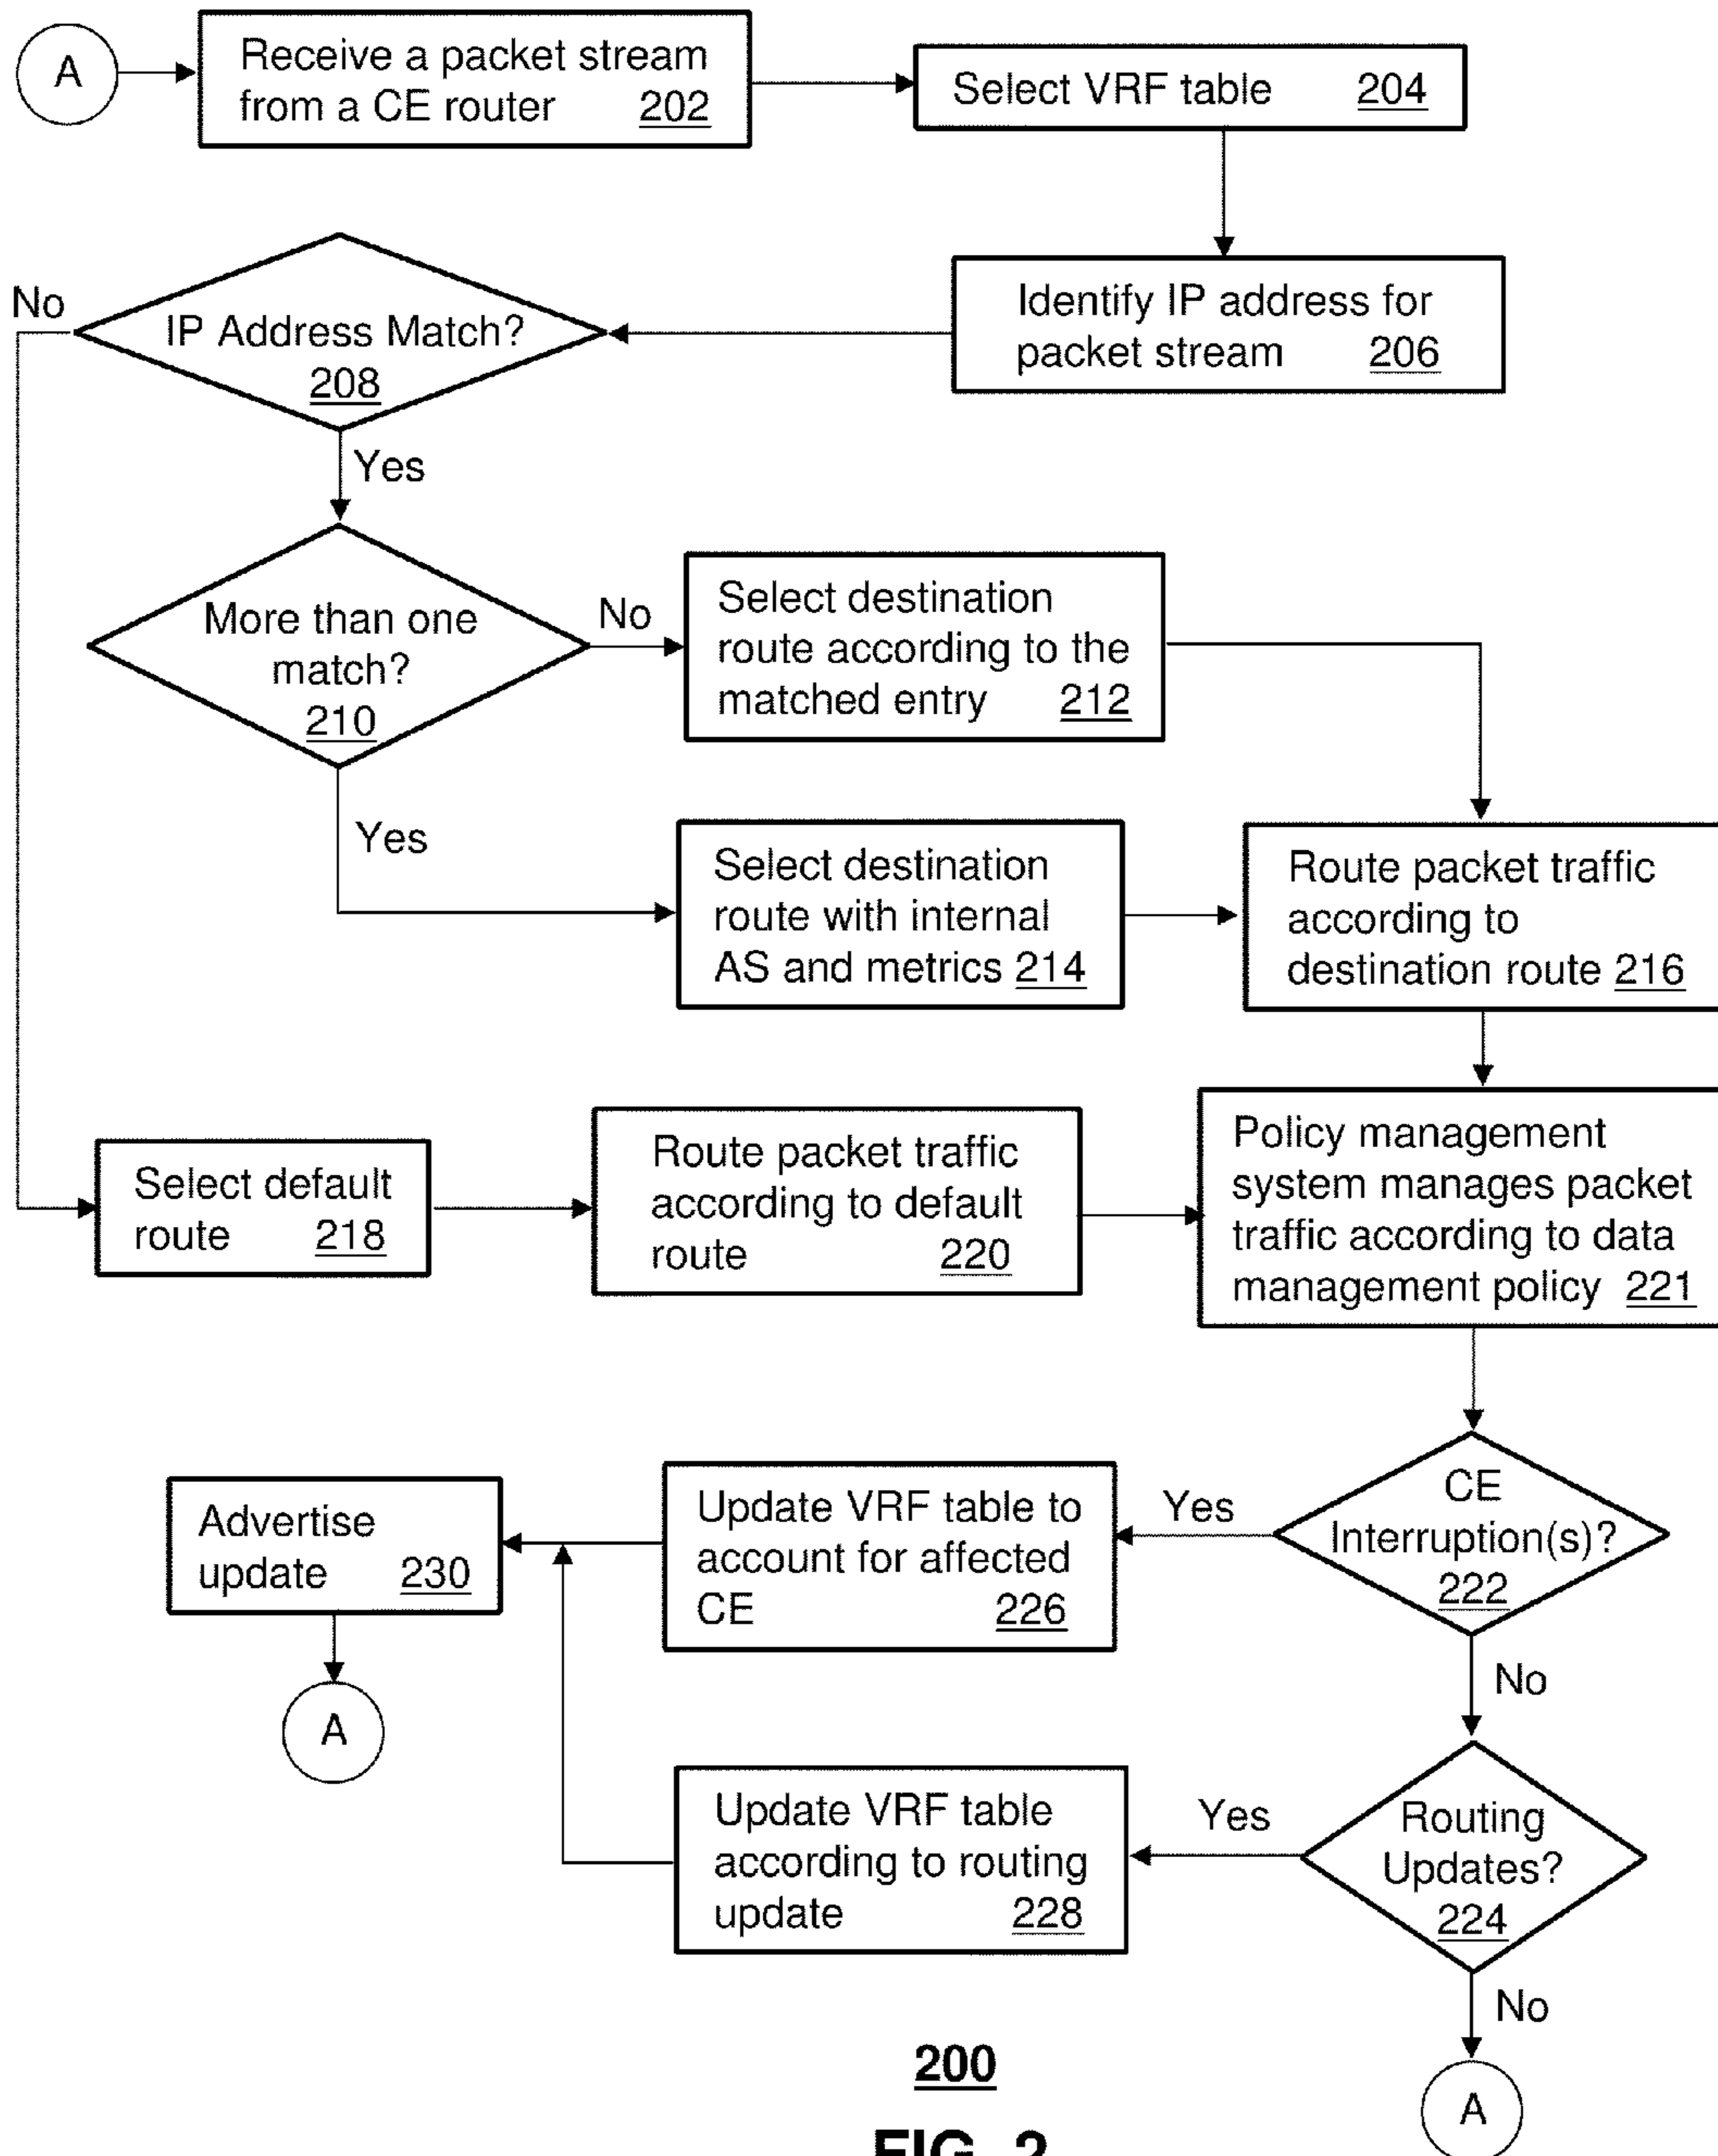 A
Receive a packet stream
from a CE router 202
Select VRF table 204
Identify IP address for
packet stream 206
No
IP Address Match?
208
Yes
More than one
match?
210
No
Select destination
route according to the
matched entry 212
Yes
Select destination
route with internal
AS and metrics 214
Route packet traffic
according to
destination route 216
Select default
route 218
Route packet traffic
according to default
route 220
Policy management
system manages packet
traffic according to data
management policy 221
CE
Interruption(s)?
222
Yes
Update VRF table to
account for affected
CE 226
Advertise
update 230
A
No
Routing
Updates?
224
Yes
Update VRF table
according to routing
update 228
No
A
200
FIG. 2